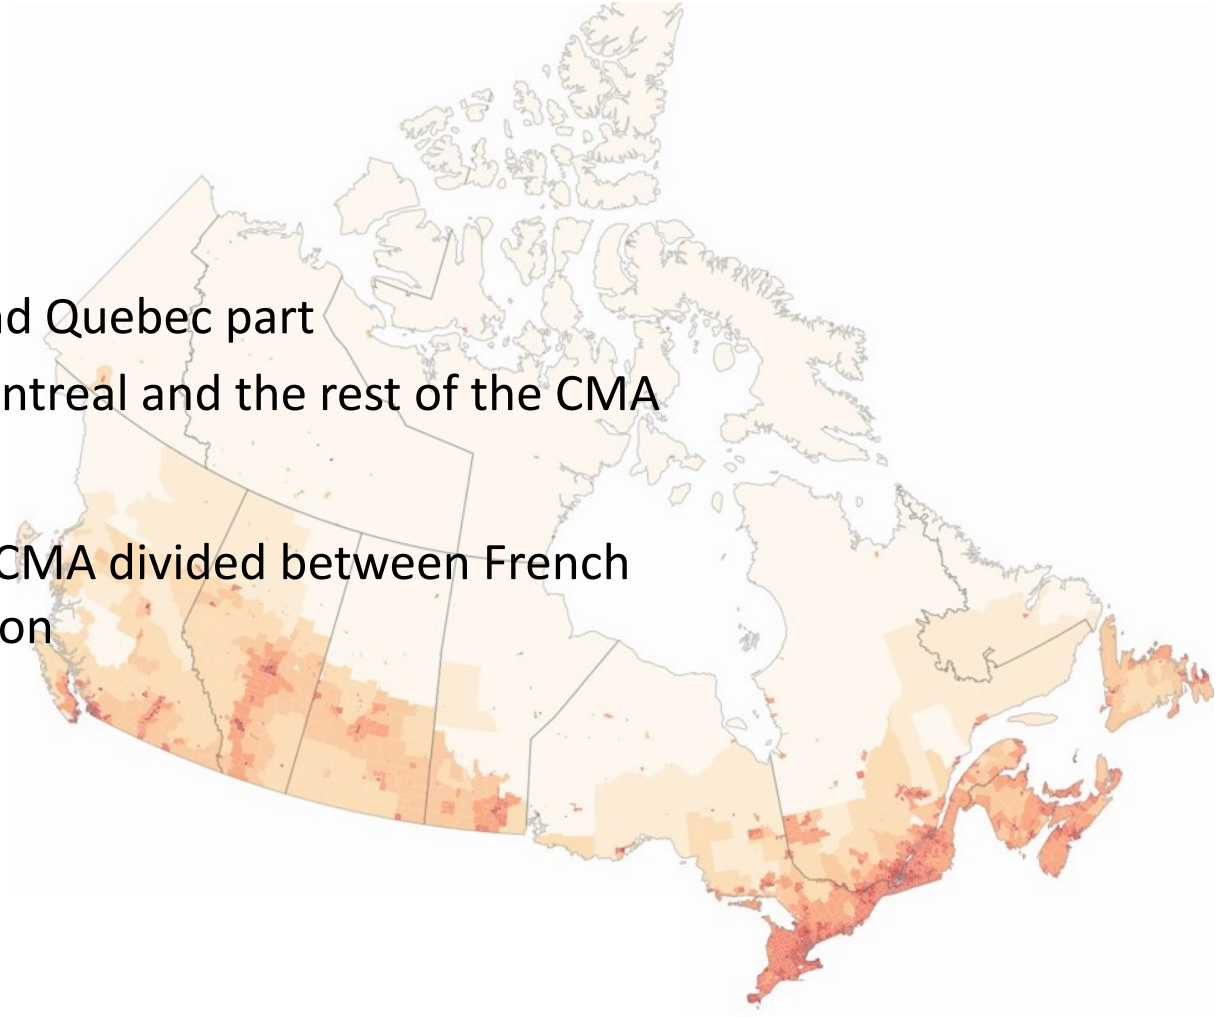 d Quebec part
ntreal and the rest of the CMA
CMA divided between French
on